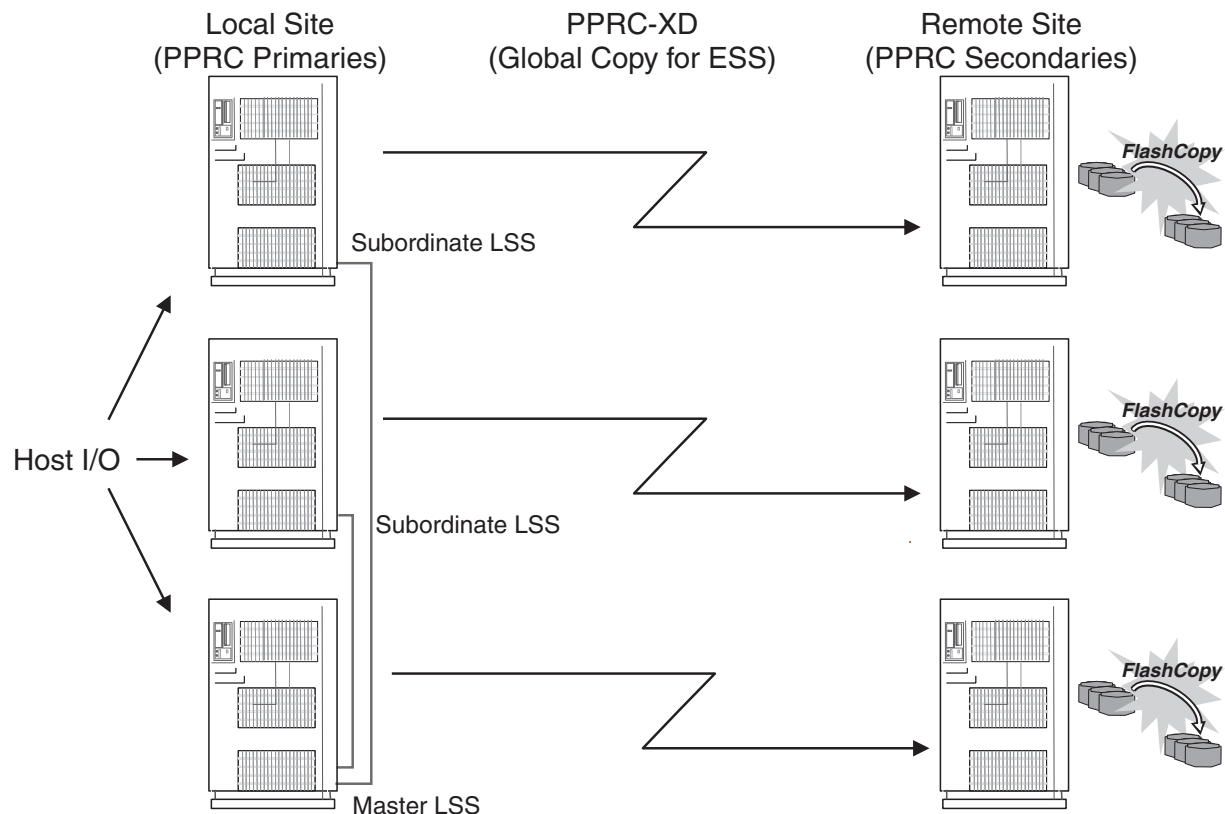 Local Site
(PPRC Primaries)
PPRC-XD
(Global Copy for ESS)
Remote Site
(PPRC Secondaries)
FlashCopy
Subordinate LSS
FlashCopy
Host I/O
Subordinate LSS
FlashCopy
Master LSS